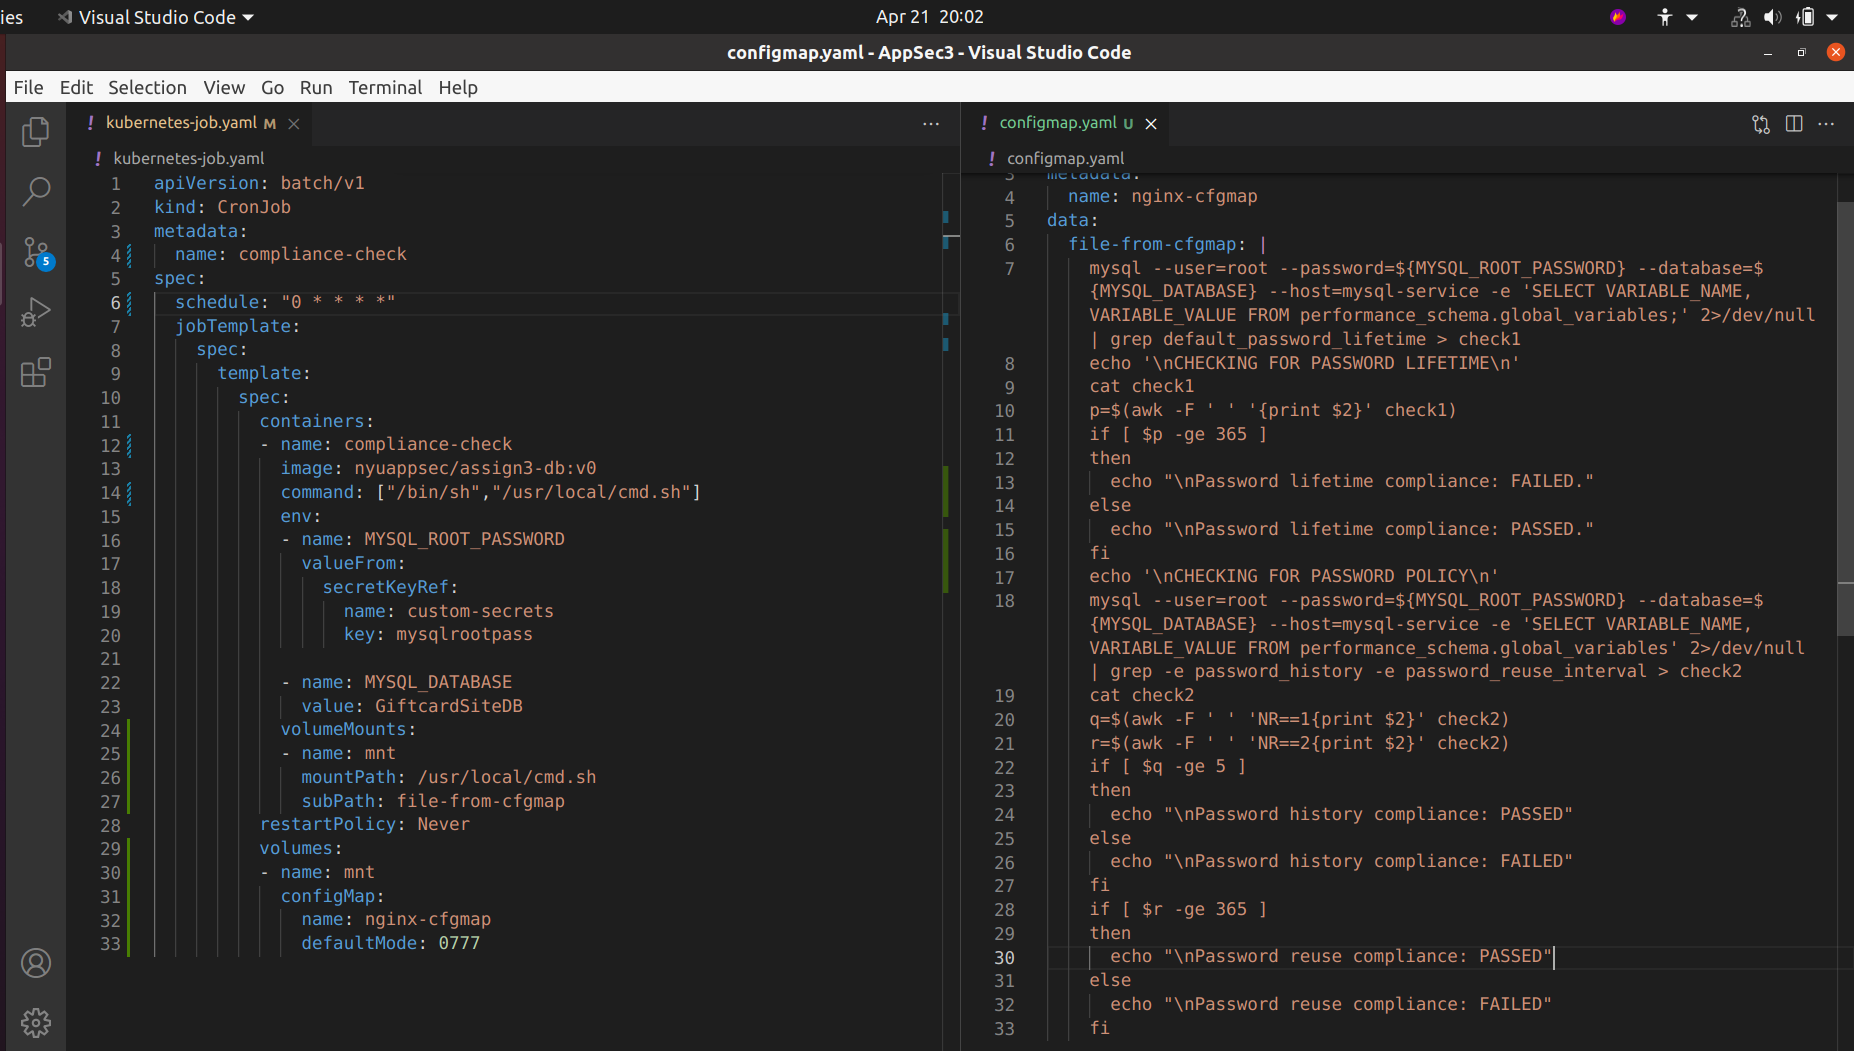 ies
Visual Studio Code
Apr 21 20:02
configmap.yaml - AppSec3 - Visual Studio Code
File Edit Selection View Go Run Terminal Help
! kubernetes-job.yaml M
! kubernetes-job.yaml
1 apiVersion: batch/v1
2 kind: CronJob
3 metadata:
4   name: compliance-check
5 spec:
6   schedule: "0 * * * *"
7   jobTemplate:
8     spec:
9       template:
10         spec:
11           containers:
12           - name: compliance-check
13             image: nyuappsec/assign3-db:v0
14             command: ["/bin/sh","/usr/local/cmd.sh"]
15             env:
16             - name: MYSQL_ROOT_PASSWORD
17               valueFrom:
18                 secretKeyRef:
19                   name: custom-secrets
20                   key: mysqlrootpass
21
22             - name: MYSQL_DATABASE
23               value: GiftcardSiteDB
24             volumeMounts:
25             - name: mnt
26               mountPath: /usr/local/cmd.sh
27               subPath: file-from-cfgmap
28           restartPolicy: Never
29           volumes:
30           - name: mnt
31             configMap:
32               name: nginx-cfgmap
33               defaultMode: 0777
5
! configmap.yaml U
! configmap.yaml
3 metadata:
4   name: nginx-cfgmap
5 data:
6   file-from-cfgmap: |
7     mysql --user=root --password=${MYSQL_ROOT_PASSWORD} --database=$
{MYSQL_DATABASE} --host=mysql-service -e 'SELECT VARIABLE_NAME,
VARIABLE_VALUE FROM performance_schema.global_variables;' 2>/dev/null
| grep default_password_lifetime > check1
8     echo '\nCHECKING FOR PASSWORD LIFETIME\n'
9     cat check1
10     p=$(awk -F ' ' '{print $2}' check1)
11     if [ $p -ge 365 ]
12     then
13       echo "\nPassword lifetime compliance: FAILED."
14     else
15       echo "\nPassword lifetime compliance: PASSED."
16     fi
17     echo '\nCHECKING FOR PASSWORD POLICY\n'
18     mysql --user=root --password=${MYSQL_ROOT_PASSWORD} --database=$
{MYSQL_DATABASE} --host=mysql-service -e 'SELECT VARIABLE_NAME,
VARIABLE_VALUE FROM performance_schema.global_variables' 2>/dev/null
| grep -e password_history -e password_reuse_interval > check2
19     cat check2
20     q=$(awk -F ' ' 'NR==1{print $2}' check2)
21     r=$(awk -F ' ' 'NR==2{print $2}' check2)
22     if [ $q -ge 5 ]
23     then
24       echo "\nPassword history compliance: PASSED"
25     else
26       echo "\nPassword history compliance: FAILED"
27     fi
28     if [ $r -ge 365 ]
29     then
30       echo "\nPassword reuse compliance: PASSED"
31     else
32       echo "\nPassword reuse compliance: FAILED"
33     fi